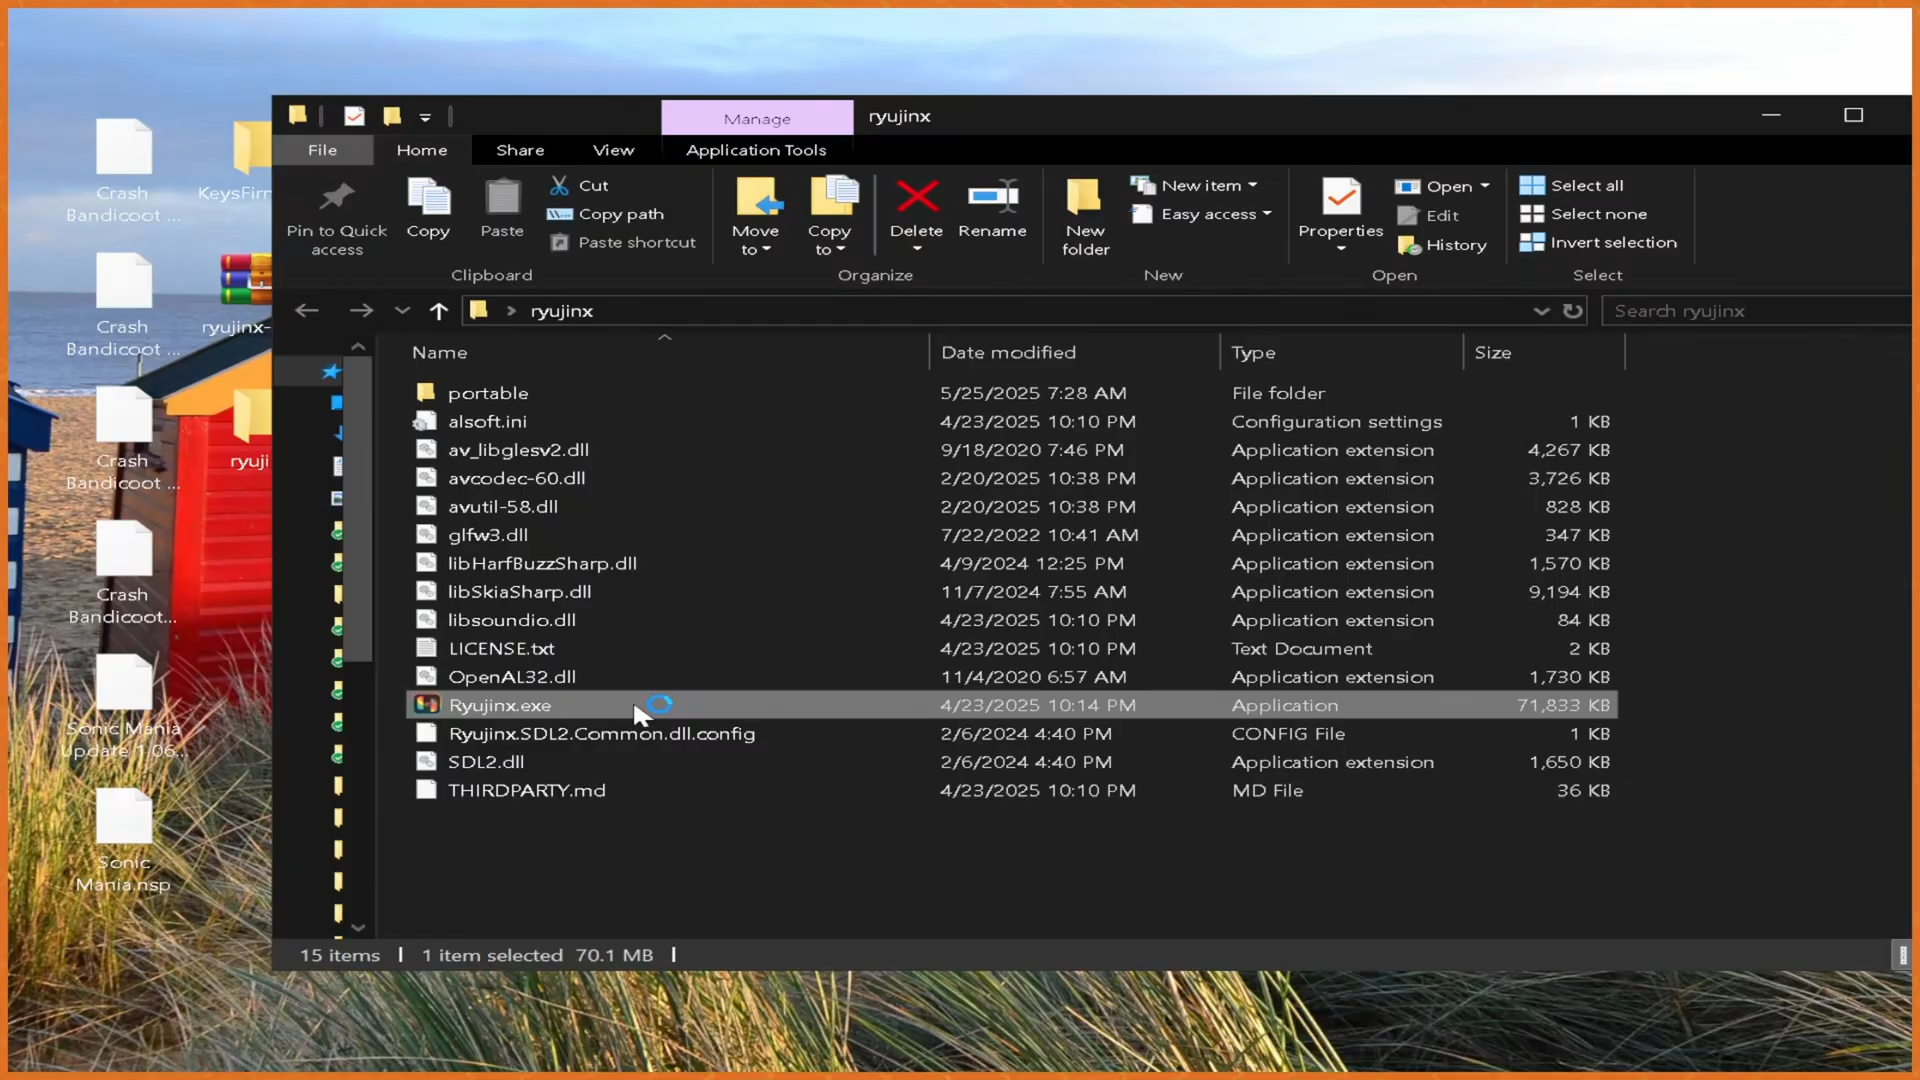 Manage
ryujinx
File
Home
Share
View
Application Tools
Pin to Quick
access
Copy
Paste
Cut
Copy path
Paste shortcut
Clipboard
Move
to
Copy
to
Delete
Rename
Organize
New
folder
New item
Easy access
New
Properties
Open
Edit
History
Open
Select all
Select none
Invert selection
Select
ryujinx
Search ryujinx
Name
Date modified
Type
Size
portable 5/25/2025 7:28 AM File folder
alsoft.ini 4/23/2025 10:10 PM Configuration settings 1 KB
av_libglesv2.dll 9/18/2020 7:46 PM Application extension 4,267 KB
avcodec-60.dll 2/20/2025 10:38 PM Application extension 3,726 KB
avutil-58.dll 2/20/2025 10:38 PM Application extension 828 KB
glfw3.dll 7/22/2022 10:41 AM Application extension 347 KB
libHarfBuzzSharp.dll 4/9/2024 12:25 PM Application extension 1,570 KB
libSkiaSharp.dll 11/7/2024 7:55 AM Application extension 9,194 KB
libsoundio.dll 4/23/2025 10:10 PM Application extension 84 KB
LICENSE.txt 4/23/2025 10:10 PM Text Document 2 KB
OpenAL32.dll 11/4/2020 6:57 AM Application extension 1,730 KB
Ryujinx.exe 4/23/2025 10:14 PM Application 71,833 KB
Ryujinx.SDL2.Common.dll.config 2/6/2024 4:40 PM CONFIG File 1 KB
SDL2.dll 2/6/2024 4:40 PM Application extension 1,650 KB
THIRDPARTY.md 4/23/2025 10:10 PM MD File 36 KB
15 items
1 item selected 70.1 MB
Crash
Bandicoot ...
KeysFirr
Crash
Bandicoot ...
ryujinx-
Crash
Bandicoot ...
ryuji
Crash
Bandicoot...
Sonic Mania
Update 1.06...
Sonic
Mania.nsp